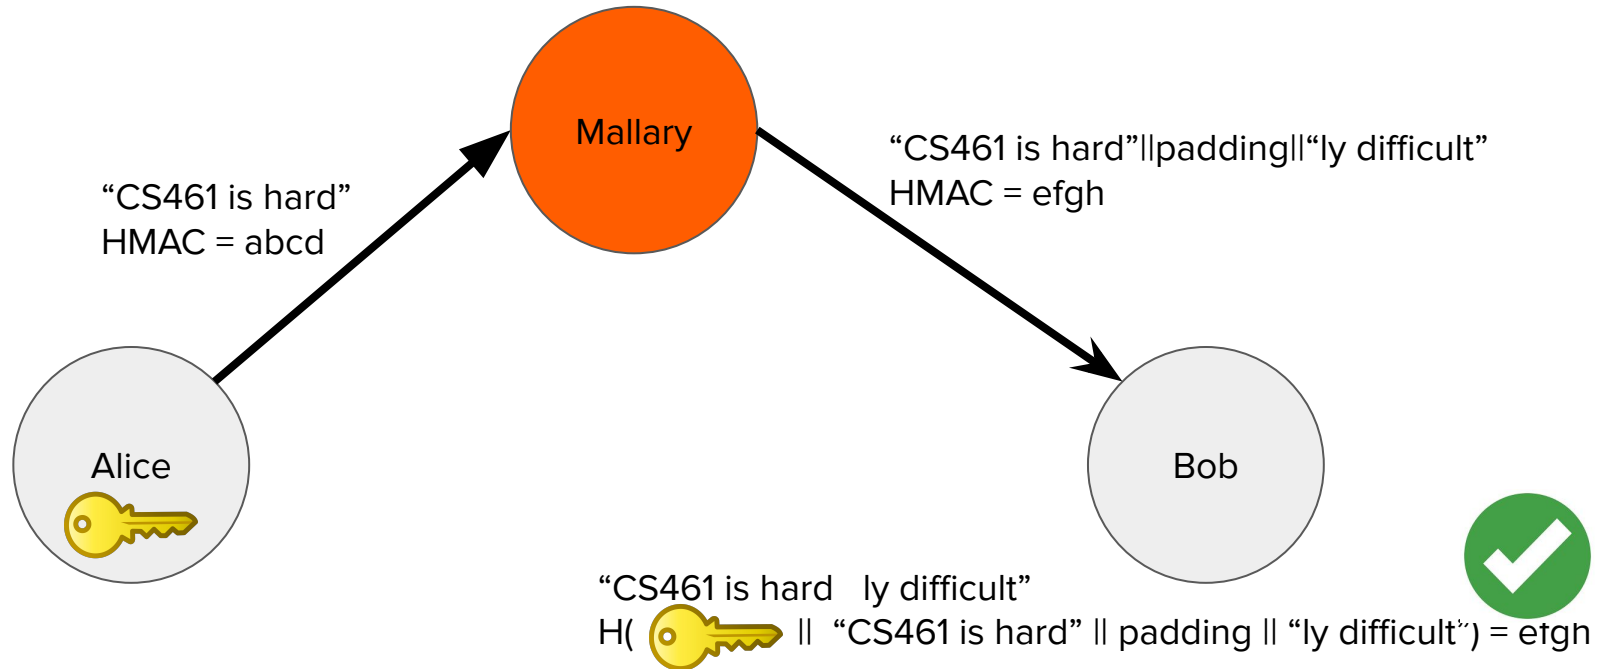 Mallary
“CS461 is hard”||padding||“ly difficult”
HMAC = efgh
“CS461 is hard”
HMAC = abcd
Alice
Bob
“CS461 is hard ly difficult”
H( || “CS461 is hard” || padding || “ly difficult”) = efgh